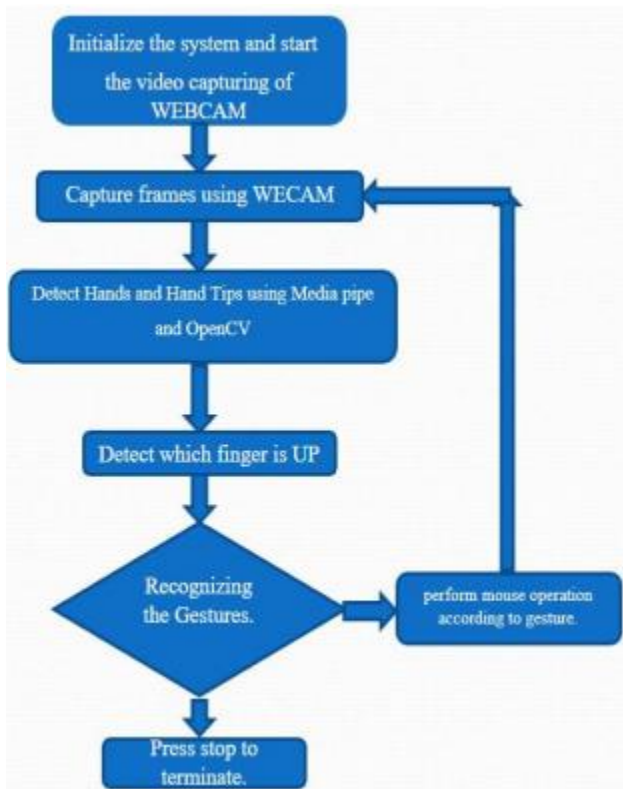 Initialize the system and start
the video capturing of
WEBCAM
Capture frames using WECAM
Detect Hands and Hand Tips using Media pipe
and OpenCV
Detect which finger is UP
Recognizing
the Gestures.
perform mouse operation
according to gesture.
Press stop to
terminate.